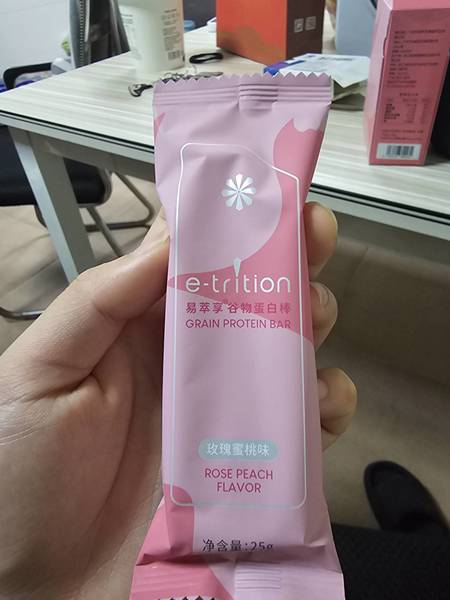 e-trition
易萃享®谷物蛋白棒
GRAIN PROTEIN BAR
玫瑰蜜桃味
ROSE PEACH
FLAVOR
净含量:25g